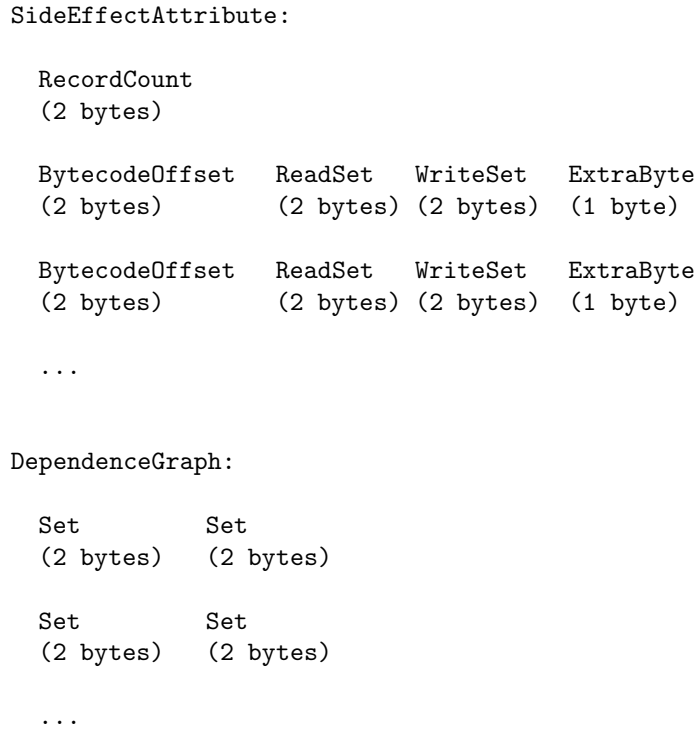 SideEffectAttribute:
RecordCount
(2 bytes)
BytecodeOffset ReadSet WriteSet ExtraByte
(2 bytes) (2 bytes) (2 bytes) (1 byte)
BytecodeOffset ReadSet WriteSet ExtraByte
(2 bytes) (2 bytes) (2 bytes) (1 byte)
...
DependenceGraph:
Set Set
(2 bytes) (2 bytes)
Set Set
(2 bytes) (2 bytes)
...